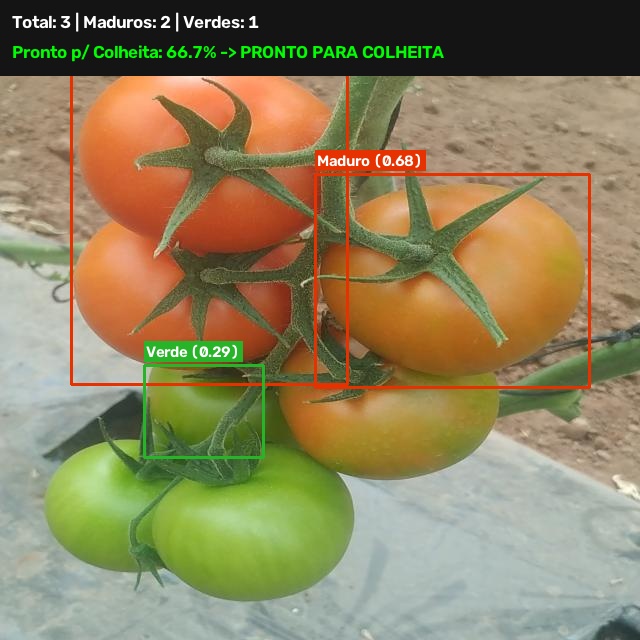 Total: 3 | Maduros: 2 | Verdes: 1
Pronto p/ Colheita: 66.7% -> PRONTO PARA COLHEITA
Maduro (0.68)
Verde (0.29)